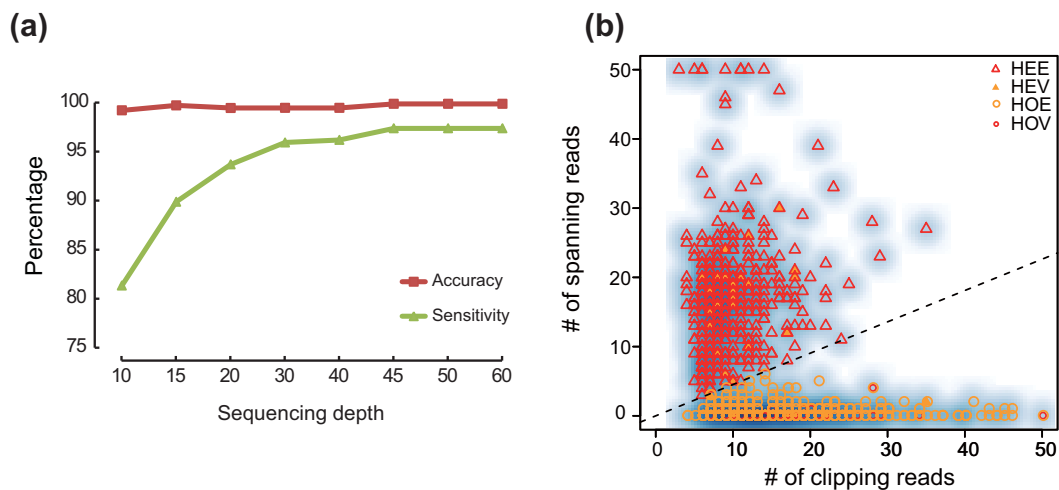 (a)
100
95
90
85
80
75
Percentage
Accuracy
Sensitivity
10 15 20 30 40 45 50 60
Sequencing depth
(b)
50
40
30
20
10
0
# of spanning reads
HEE
HEV
HOE
HOV
0 10 20 30 40 50
# of clipping reads